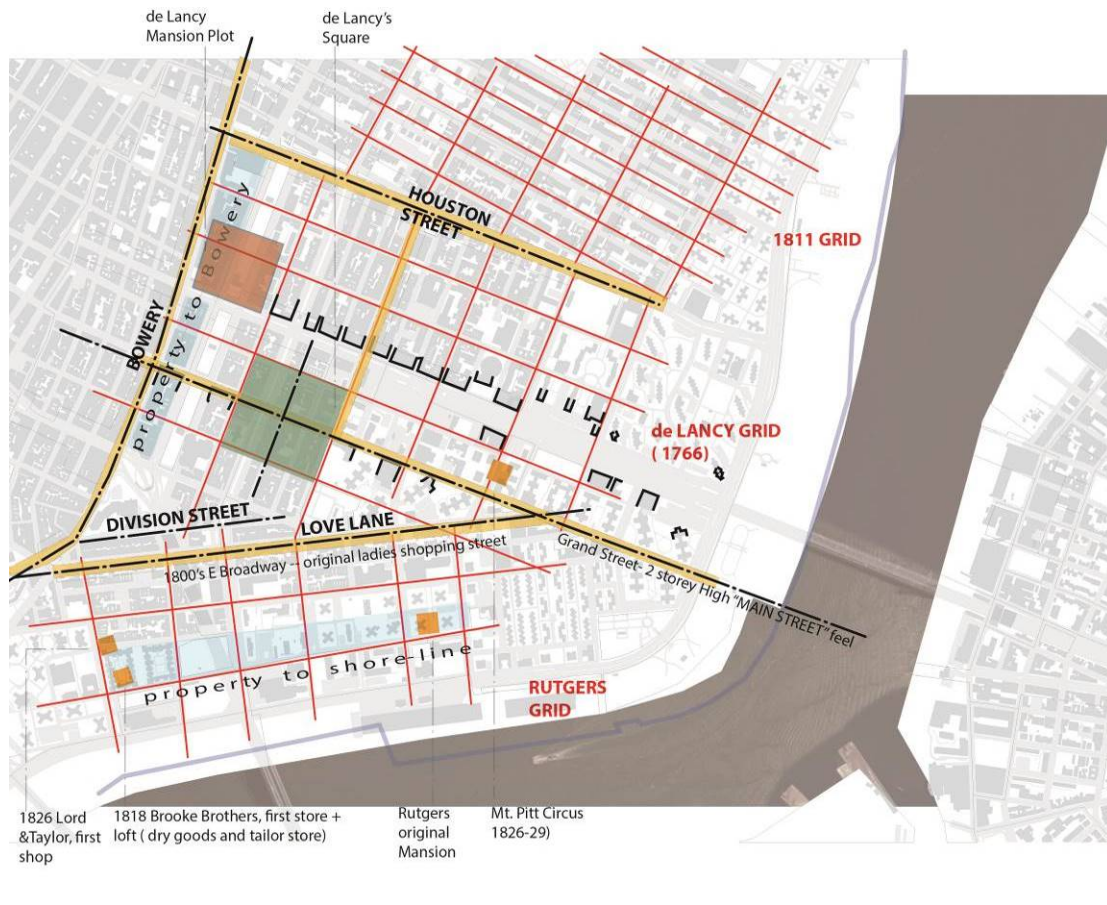 de Lancy
Mansion Plot
de Lancy's
Square
HOUSTON
STREET
1811 GRID
BOWERY
property to Bowery
de LANCY GRID
( 1766)
DIVISION STREET
LOVE LANE
1800's E Broadway -- original ladies shopping street
Grand Street- 2 storey High "MAIN STREET" feel
property to shore-line
RUTGERS
GRID
1826 Lord
&Taylor, first
shop
1818 Brooke Brothers, first store +
loft ( dry goods and tailor store)
Rutgers
original
Mansion
Mt. Pitt Circus
1826-29)